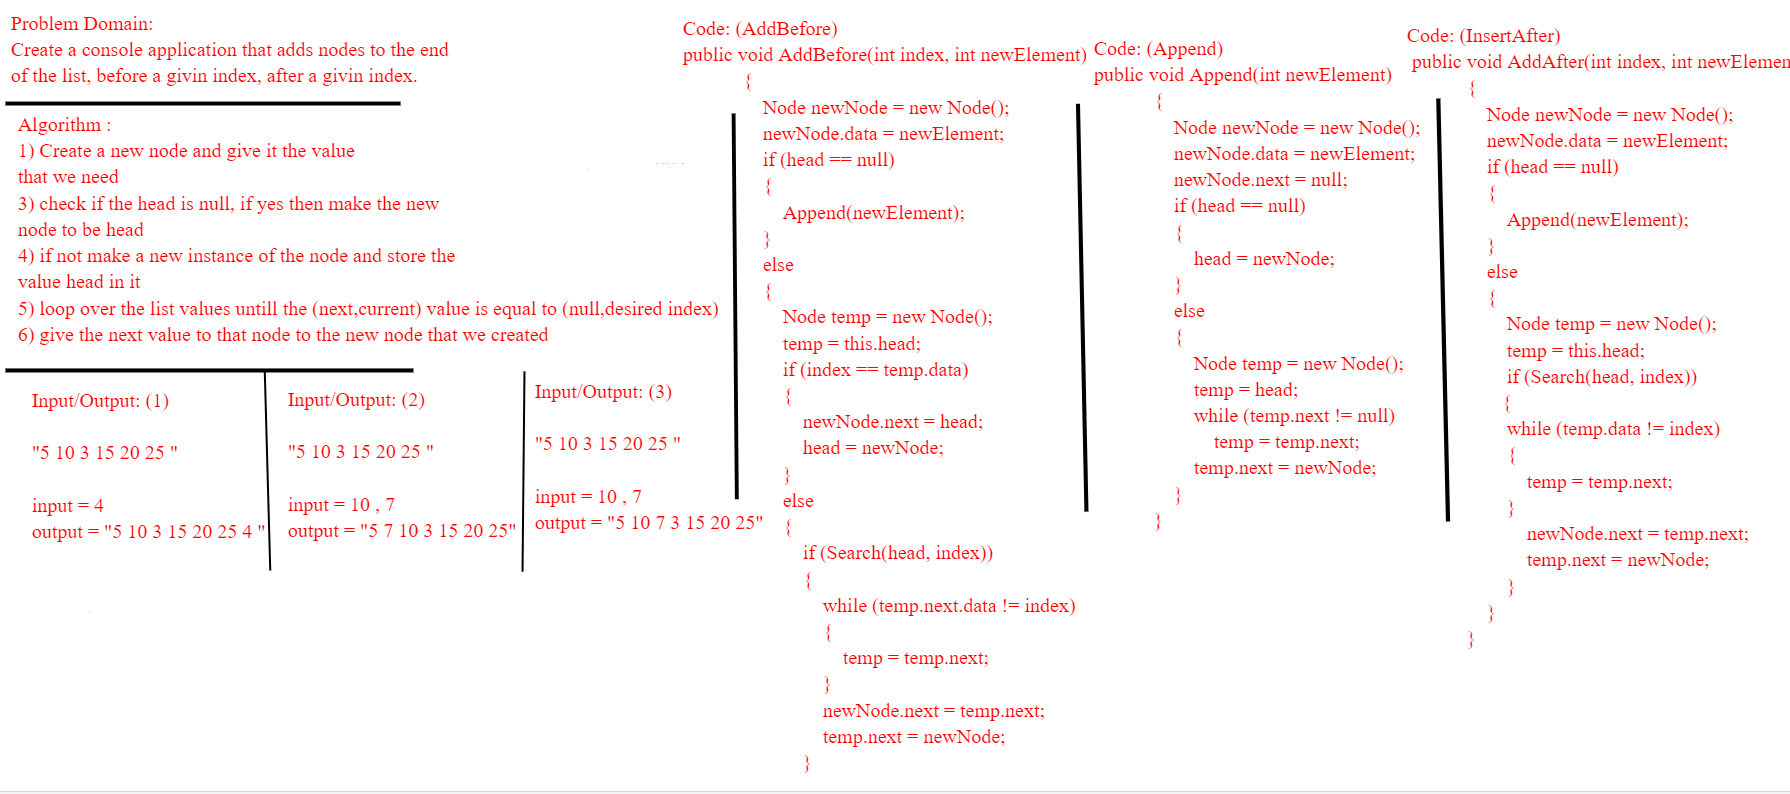 Problem Domain:
Create a console application that adds nodes to the end
of the list, before a givin index, after a givin index.
Algorithm :
1) Create a new node and give it the value
that we need
3) check if the head is null, if yes then make the new
node to be head
4) if not make a new instance of the node and store the
value head in it
5) loop over the list values untill the (next,current) value is equal to (null,desired index)
6) give the next value to that node to the new node that we created
Input/Output: (1)
"5 10 3 15 20 25 "
input = 4
output = "5 10 3 15 20 25 4 "
Input/Output: (2)
"5 10 3 15 20 25 "
input = 10 , 7
output = "5 7 10 3 15 20 25"
Input/Output: (3)
"5 10 3 15 20 25 "
input = 10 , 7
output = "5 10 7 3 15 20 25"
Code: (AddBefore)
public void AddBefore(int index, int newElement)
{
Node newNode = new Node();
newNode.data = newElement;
if (head == null)
{
Append(newElement);
}
else
{
Node temp = new Node();
temp = this.head;
if (index == temp.data)
{
newNode.next = head;
head = newNode;
}
else
{
if (Search(head, index))
{
while (temp.next.data != index)
{
temp = temp.next;
}
newNode.next = temp.next;
temp.next = newNode;
}
Code: (Append)
public void Append(int newElement)
{
Node newNode = new Node();
newNode.data = newElement;
newNode.next = null;
if (head == null)
{
head = newNode;
}
else
{
Node temp = new Node();
temp = head;
while (temp.next != null)
temp = temp.next;
temp.next = newNode;
}
}
Code: (InsertAfter)
public void AddAfter(int index, int newElemen
{
Node newNode = new Node();
newNode.data = newElement;
if (head == null)
{
Append(newElement);
}
else
{
Node temp = new Node();
temp = this.head;
if (Search(head, index))
{
while (temp.data != index)
{
temp = temp.next;
}
newNode.next = temp.next;
temp.next = newNode;
}
}
}